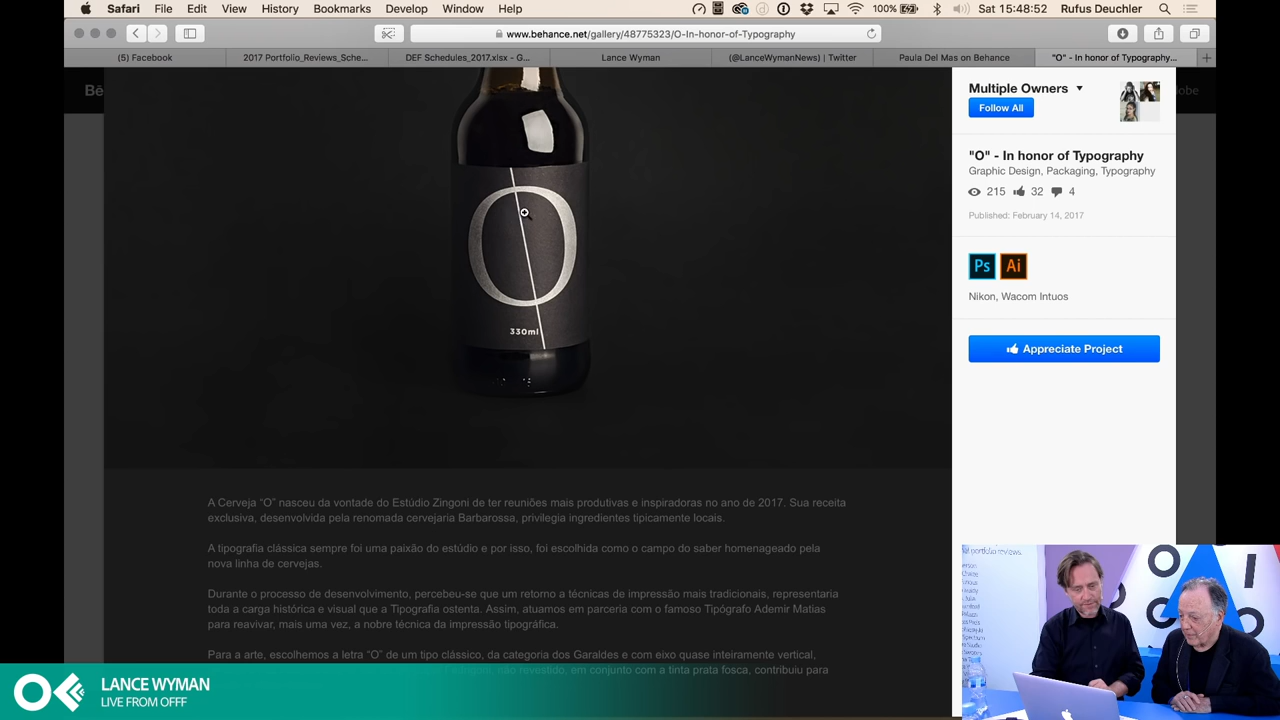 Safari File Edit View History Bookmarks Develop Window Help
100% Sat 15:48:52 Rufus Deuchler
www.behance.net/gallery/48775323/O-In-honor-of-Typography
(5) Facebook
2017 Portfolio_Reviews_Sche...
DEF Schedules_2017.xlsx - G...
Lance Wyman
(@LanceWymanNews) | Twitter
Paula Del Mas on Behance
"O" - In honor of Typography...
Bē
dobe
O
330ml
Multiple Owners
Follow All
"O" - In honor of Typography
Graphic Design, Packaging, Typography
215 32 4
Published: February 14, 2017
Ps Ai
Nikon, Wacom Intuos
Appreciate Project
A Cerveja “O” nasceu da vontade do Estúdio Zingoni de ter reuniões mais produtivas e inspiradoras no ano de 2017. Sua receita
exclusiva, desenvolvida pela renomada cervejaria Barbarossa, privilegia ingredientes tipicamente locais.
A tipografia clássica sempre foi uma paixão do estúdio e por isso, foi escolhida como o campo do saber homenageado pela
nova linha de cervejas.
Durante o processo de desenvolvimento, percebeu-se que um retorno a técnicas de impressão mais tradicionais, representaria
toda a carga histórica e visual que a Tipografia ostenta. Assim, atuamos em parceria com o famoso Tipógrafo Ademir Matias
para reavivar, mais uma vez, a nobre técnica da impressão tipográfica.
Para a arte, escolhemos a letra “O” de um tipo clássico, da categoria dos Garaldes e com eixo quase inteiramente vertical,
não revestido, em conjunto com a tinta prata fosca, contribuiu para
portfolio reviews.
LANCE WYMAN
LIVE FROM OFFF